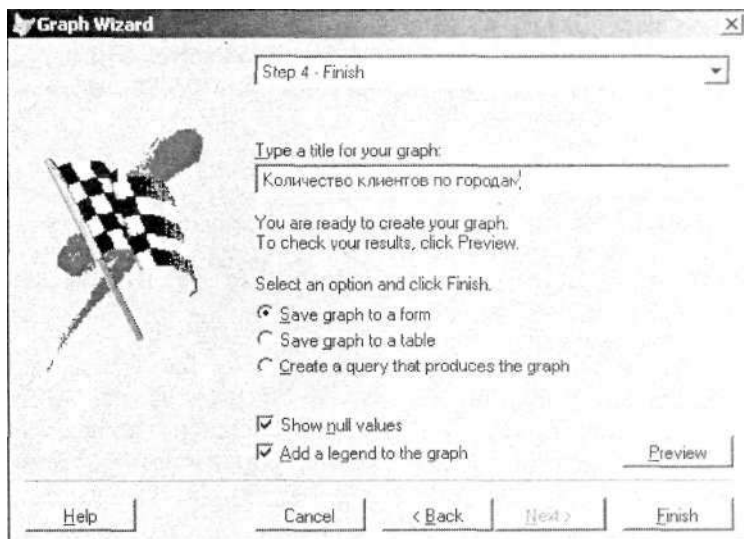 Graph Wizard
Step 4 - Finish
Type a title for your graph:
Количество клиентов по городам
You are ready to create your graph.
To check your results, click Preview.
Select an option and click Finish.
Save graph to a form
Save graph to a table
Create a query that produces the graph
Show null values
Add a legend to the graph
Preview
Help
Cancel
< Back
Next >
Finish